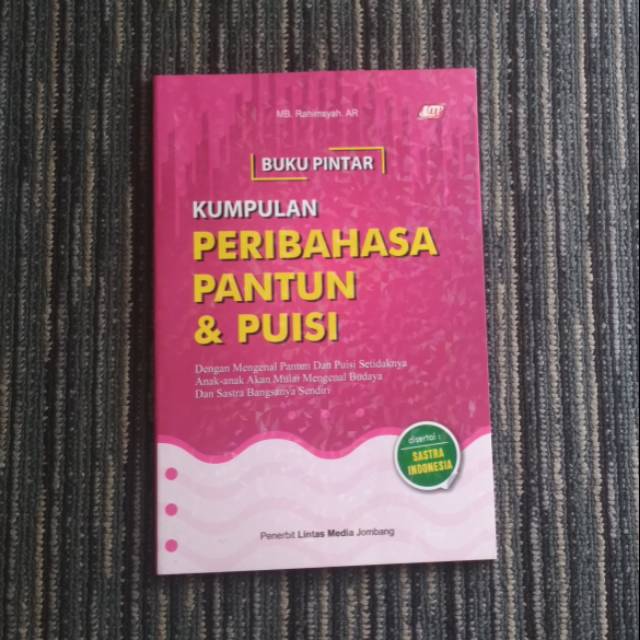 MB. Rahimsyah. AR
BUKU PINTAR
KUMPULAN
PERIBAHASA
PANTUN
& PUISI
Dengan Mengenal Pantun Dan Puisi Setidaknya
Anak-anak Akan Mulai Mengenal Budaya
Dan Sastra Bangsanya Sendiri
disertai :
SASTRA
INDONESIA
Penerbit Lintas Media Jombang